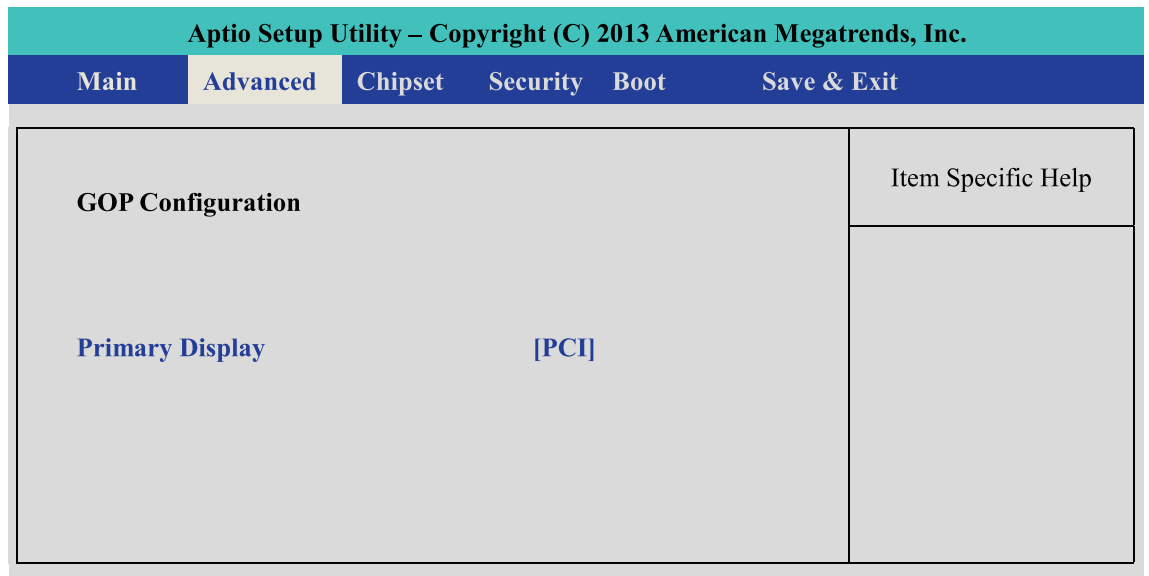 Aptio Setup Utility – Copyright (C) 2013 American Megatrends, Inc.
Main Advanced Chipset Security Boot Save & Exit
GOP Configuration
Item Specific Help
Primary Display [PCI]